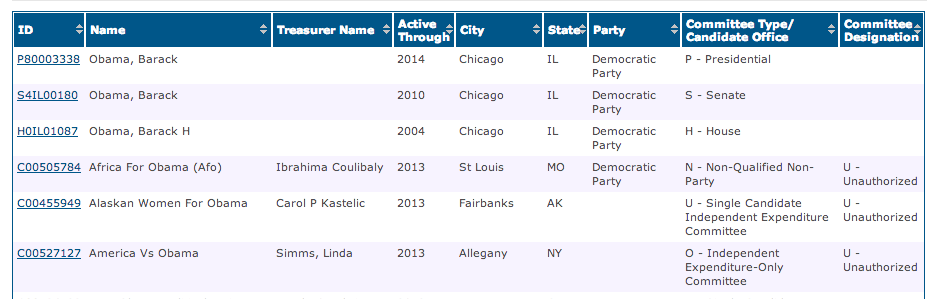 ID Name Treasurer Name Active Through City State Party Committee Type/ Candidate Office Committee Designation
P80003338 Obama, Barack 2014 Chicago IL Democratic Party P - Presidential
S4IL00180 Obama, Barack 2010 Chicago IL Democratic Party S - Senate
H0IL01087 Obama, Barack H 2004 Chicago IL Democratic Party H - House
C00505784 Africa For Obama (Afo) Ibrahima Coulibaly 2013 St Louis MO Democratic Party N - Non-Qualified Non-Party U - Unauthorized
C00455949 Alaskan Women For Obama Carol P Kastelic 2013 Fairbanks AK U - Single Candidate Independent Expenditure Committee U - Unauthorized
C00527127 America Vs Obama Simms, Linda 2013 Allegany NY O - Independent Expenditure-Only Committee U - Unauthorized